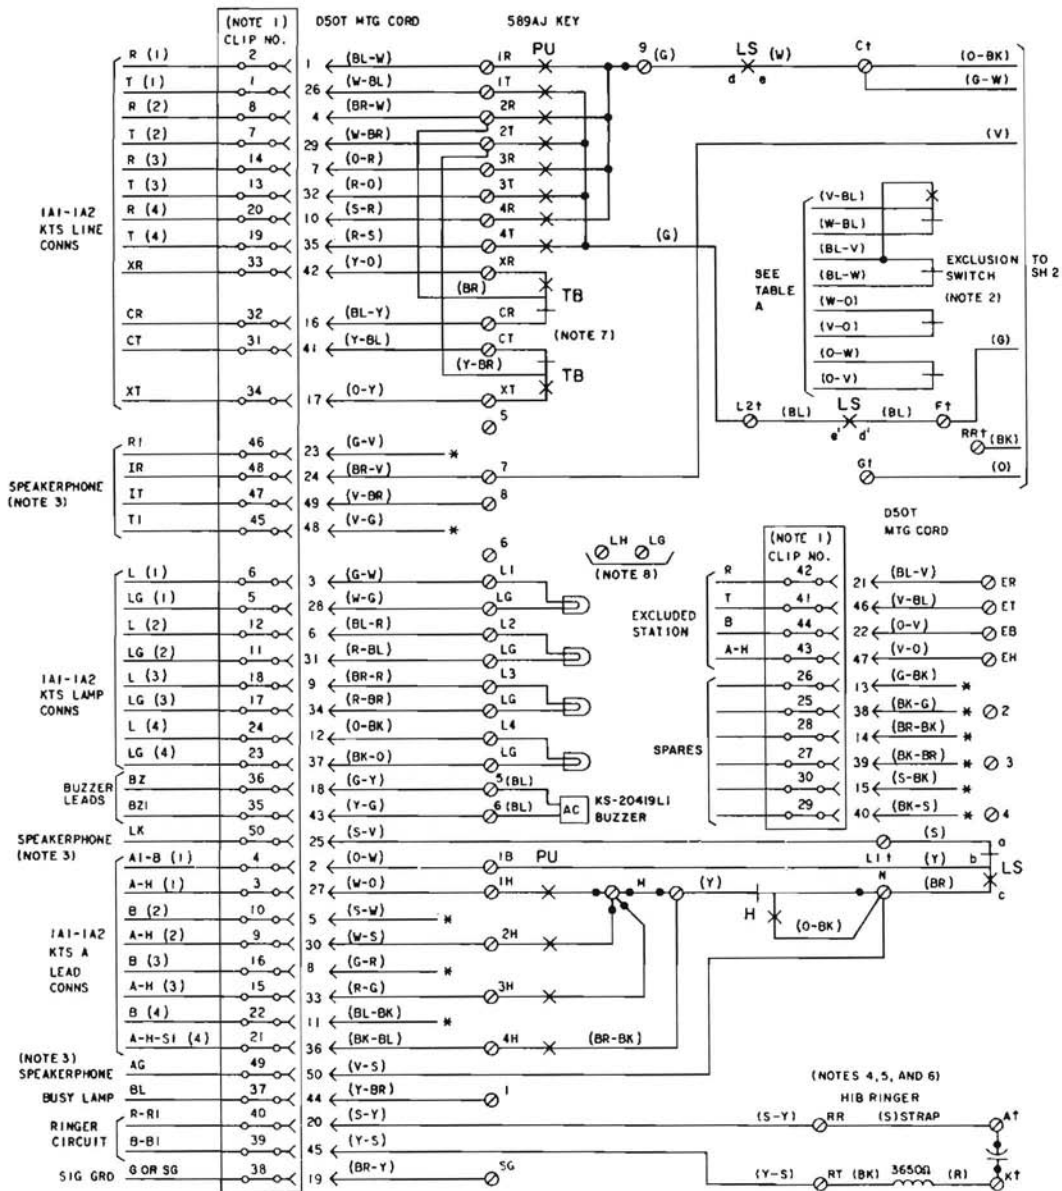 (NOTE 1) D50T MTG CORD 589AJ KEY
CLIP NO.
R (1) 2 1 (BL-W) 1R PU 9 (G) LS (W) C† (O-BK)
d e
T (1) 1 26 (W-BL) 1T (G-W)
R (2) 8 4 (BR-W) 2R
T (2) 7 29 (W-BR) 2T (V)
R (3) 14 7 (O-R) 3R
T (3) 13 32 (R-O) 3T
R (4) 20 10 (S-R) 4R
T (4) 19 35 (R-S) 4T (G)
1A1-1A2
KTS LINE
CONNS
XR 33 42 (Y-O) XR
(BR) TB
CR 32 16 (BL-Y) CR
(NOTE 7)
CT 31 41 (Y-BL) CT
(Y-BR) TB
XT 34 17 (O-Y) XT
5
SEE
TABLE
A
(V-BL)
(W-BL)
(BL-V)
(BL-W)
(W-O)
(V-O)
(O-W)
(O-V)
EXCLUSION
SWITCH
(NOTE 2)
TO
SH 2
(G)
L2† (BL) LS (BL) F†
e' d'
RR† (BK)
G† (O)
SPEAKERPHONE
(NOTE 3)
R1 46 23 (G-V) *
IR 48 24 (BR-V) 7
IT 47 49 (V-BR) 8
T1 45 48 (V-G) *
6
LH LG
(NOTE 8)
1A1-1A2
KTS LAMP
CONNS
L (1) 6 3 (G-W) L1
LG (1) 5 28 (W-G) LG
L (2) 12 6 (BL-R) L2
LG (2) 11 31 (R-BL) LG
L (3) 18 9 (BR-R) L3
LG (3) 17 34 (R-BR) LG
L (4) 24 12 (O-BK) L4
LG (4) 23 37 (BK-O) LG
BUZZER
LEADS
BZ 36 18 (G-Y) 5 (BL)
BZ1 35 43 (Y-G) 6 (BL) AC KS-20419L1
BUZZER
D50T
MTG CORD
(NOTE 1)
CLIP NO.
EXCLUDED
STATION
R 42 21 (BL-V) ER
T 41 46 (V-BL) ET
B 44 22 (O-V) EB
A-H 43 47 (V-O) EH
SPARES
26 13 (G-BK) *
25 38 (BK-G) * 2
28 14 (BR-BK) *
27 39 (BK-BR) * 3
30 15 (S-BK) *
29 40 (BK-S) * 4
SPEAKERPHONE
(NOTE 3)
LK 50 25 (S-V) (S) a
1A1-1A2
KTS A
LEAD
CONNS
A1-B (1) 4 2 (O-W) 1B PU L1† (Y) b LS
A-H (1) 3 27 (W-O) 1H M (Y) N (BR) c
H (O-BK)
B (2) 10 5 (S-W) *
A-H (2) 9 30 (W-S) 2H
B (3) 16 8 (G-R) *
A-H (3) 15 33 (R-G) 3H
B (4) 22 11 (BL-BK) *
A-H-S1 (4) 21 36 (BK-BL) 4H (BR-BK)
(NOTE 3)
SPEAKERPHONE AG 49 50 (V-S)
BUSY LAMP BL 37 44 (Y-BR) 1
(NOTES 4,5, AND 6)
HIB RINGER
RINGER
CIRCUIT
R-R1 40 20 (S-Y) (S-Y) RR (S)STRAP A†
B-B1 39 45 (Y-S)
SIG GRD G OR SG 38 19 (BR-Y) SG
(Y-S) RT (BK) 3650Ω (R) K†